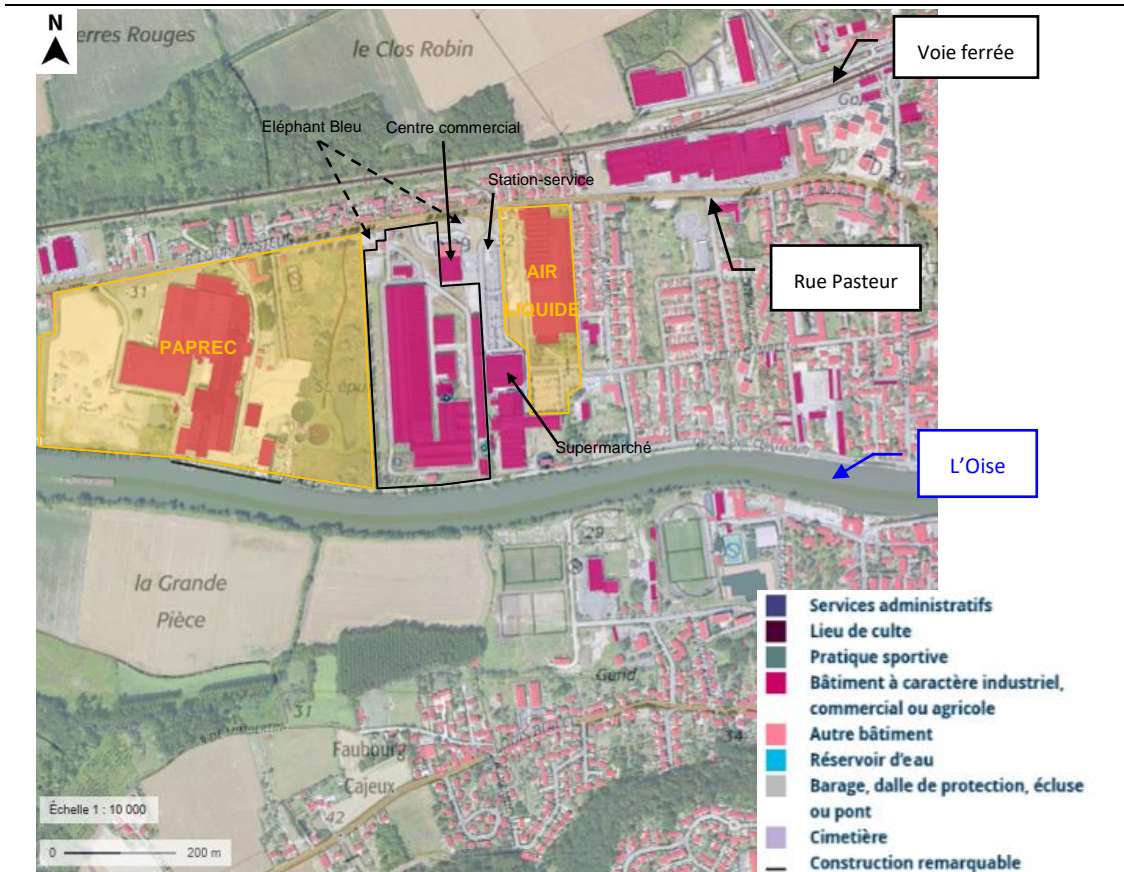 N
erres Rouges
le Clos Robin
Voie ferrée
Eléphant Bleu
Centre commercial
Station-service
D 39
32
31
AIR
LIQUIDE
Rue Pasteur
PAPREC
Supermarché
L'Oise
29
la Grande
Pièce
31
Faubourg
Cajeux
42
34
Échelle 1 : 10 000
0 200 m
Services administratifs
Lieu de culte
Pratique sportive
Bâtiment à caractère industriel,
commercial ou agricole
Autre bâtiment
Réservoir d'eau
Barage, dalle de protection, écluse
ou pont
Cimetière
Construction remarquable